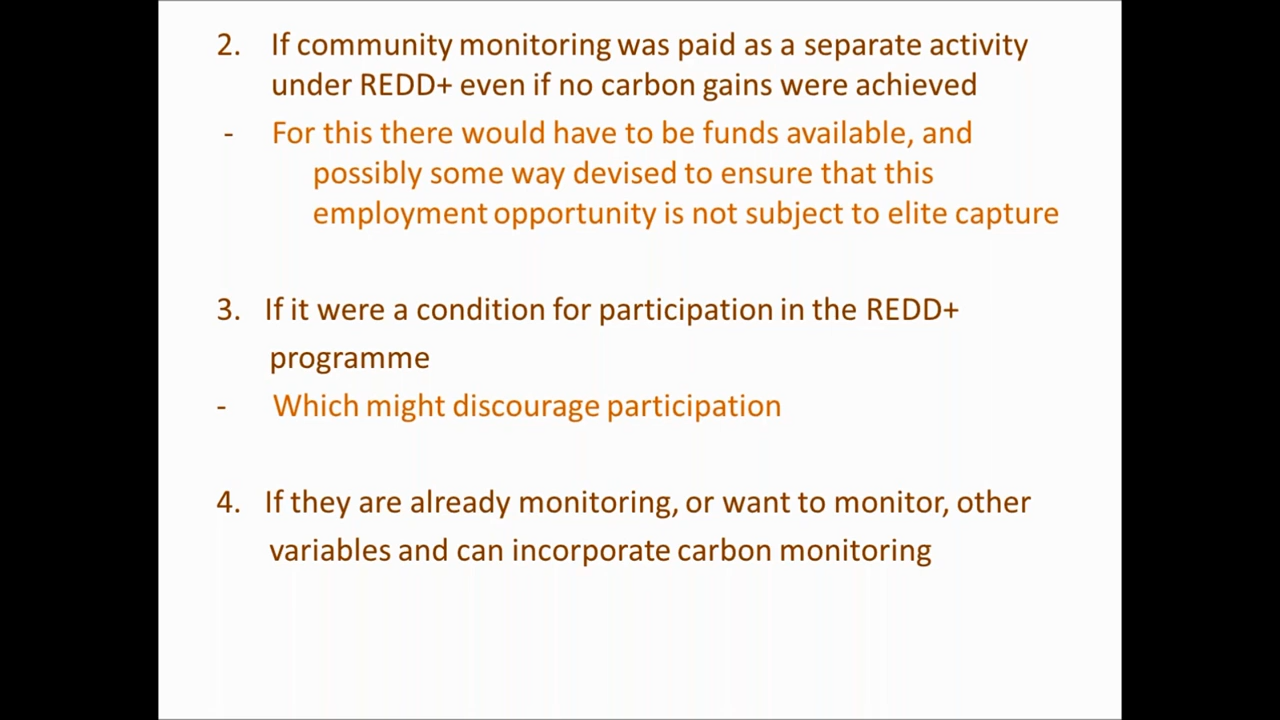 2. If community monitoring was paid as a separate activity
under REDD+ even if no carbon gains were achieved
- For this there would have to be funds available, and
possibly some way devised to ensure that this
employment opportunity is not subject to elite capture
3. If it were a condition for participation in the REDD+
programme
- Which might discourage participation
4. If they are already monitoring, or want to monitor, other
variables and can incorporate carbon monitoring